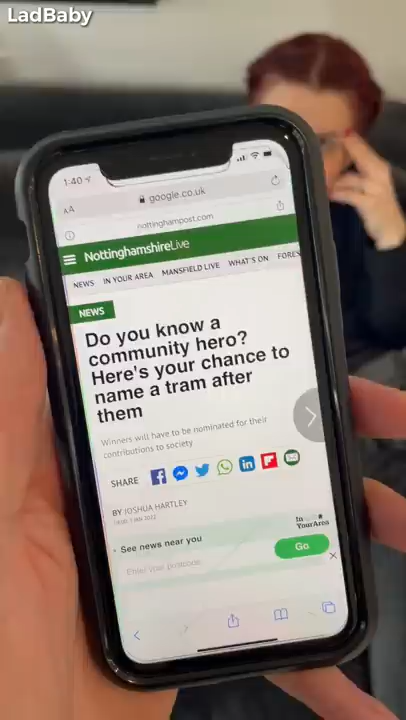 LadBaby
1:40
AA
google.co.uk
nottinghampost.com
NottinghamshireLive
NEWS IN YOUR AREA MANSFIELD LIVE WHAT'S ON FORES
NEWS
Do you know a
community hero?
Here's your chance to
name a tram after
them
Winners will have to be nominated for their
contributions to society
SHARE
BY JOSHUA HARTLEY
InYourArea
See news near you
Enter your postcode
Go